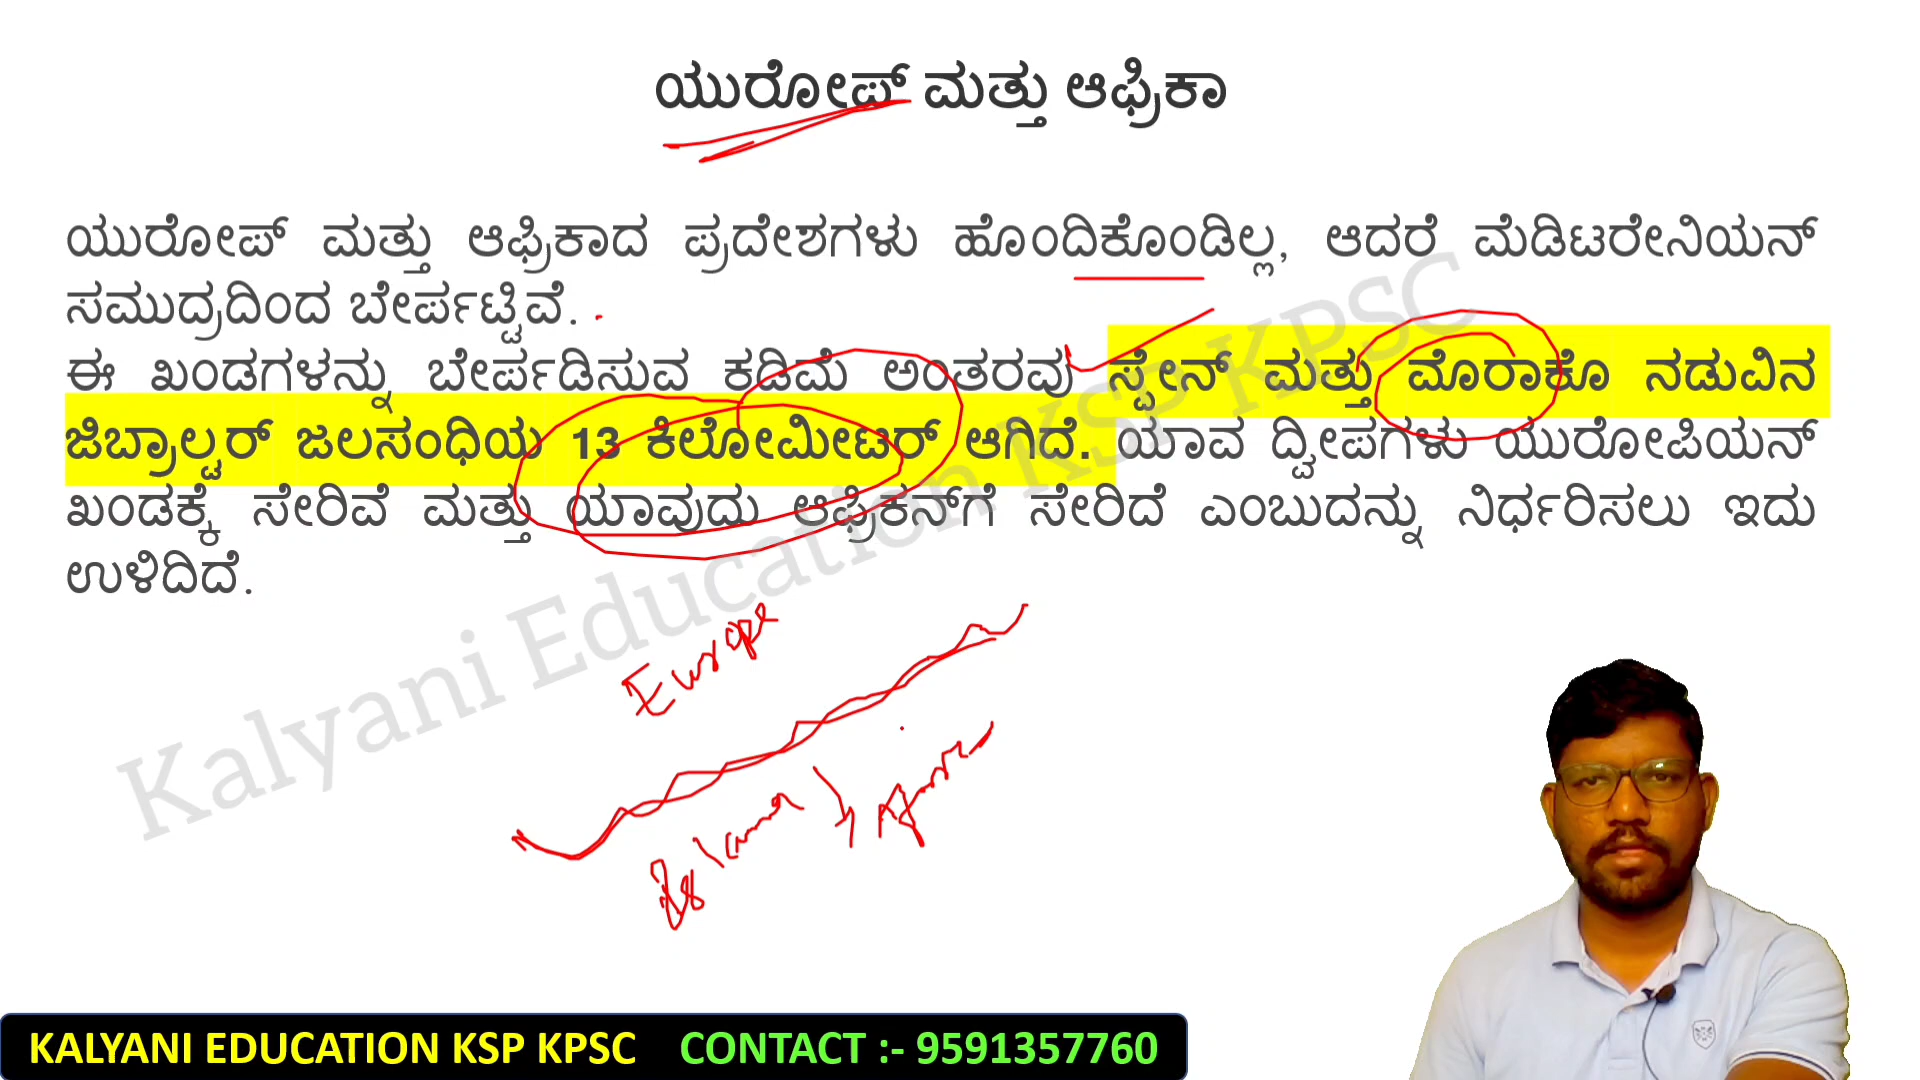 ಯುರೋಪ್ ಮತ್ತು ಆಫ್ರಿಕಾ
ಯುರೋಪ್ ಮತ್ತು ಆಫ್ರಿಕಾದ ಪ್ರದೇಶಗಳು ಹೊಂದಿಕೊಂಡಿಲ್ಲ, ಆದರೆ ಮೆಡಿಟರೇನಿಯನ್
ಸಮುದ್ರದಿಂದ ಬೇರ್ಪಟ್ಟಿವೆ.
ಈ ಖಂಡಗಳನ್ನು ಬೇರ್ಪಡಿಸುವ ಕಡಿಮೆ ಅಂತರವು ಸ್ಪೇನ್ ಮತ್ತು ಮೊರಾಕೊ ನಡುವಿನ
ಜಿಬ್ರಾಲ್ಟರ್ ಜಲಸಂಧಿಯ 13 ಕಿಲೋಮೀಟರ್ ಆಗಿದೆ. ಯಾವ ದ್ವೀಪಗಳು ಯುರೋಪಿಯನ್
ಖಂಡಕ್ಕೆ ಸೇರಿವೆ ಮತ್ತು ಯಾವುದು ಆಫ್ರಿಕನ್‌ಗೆ ಸೇರಿದೆ ಎಂಬುದನ್ನು ನಿರ್ಧರಿಸಲು ಇದು
ಉಳಿದಿದೆ.
Kalyani Education KSP KPSC
Europe
KALYANI EDUCATION KSP KPSC CONTACT :- 9591357760